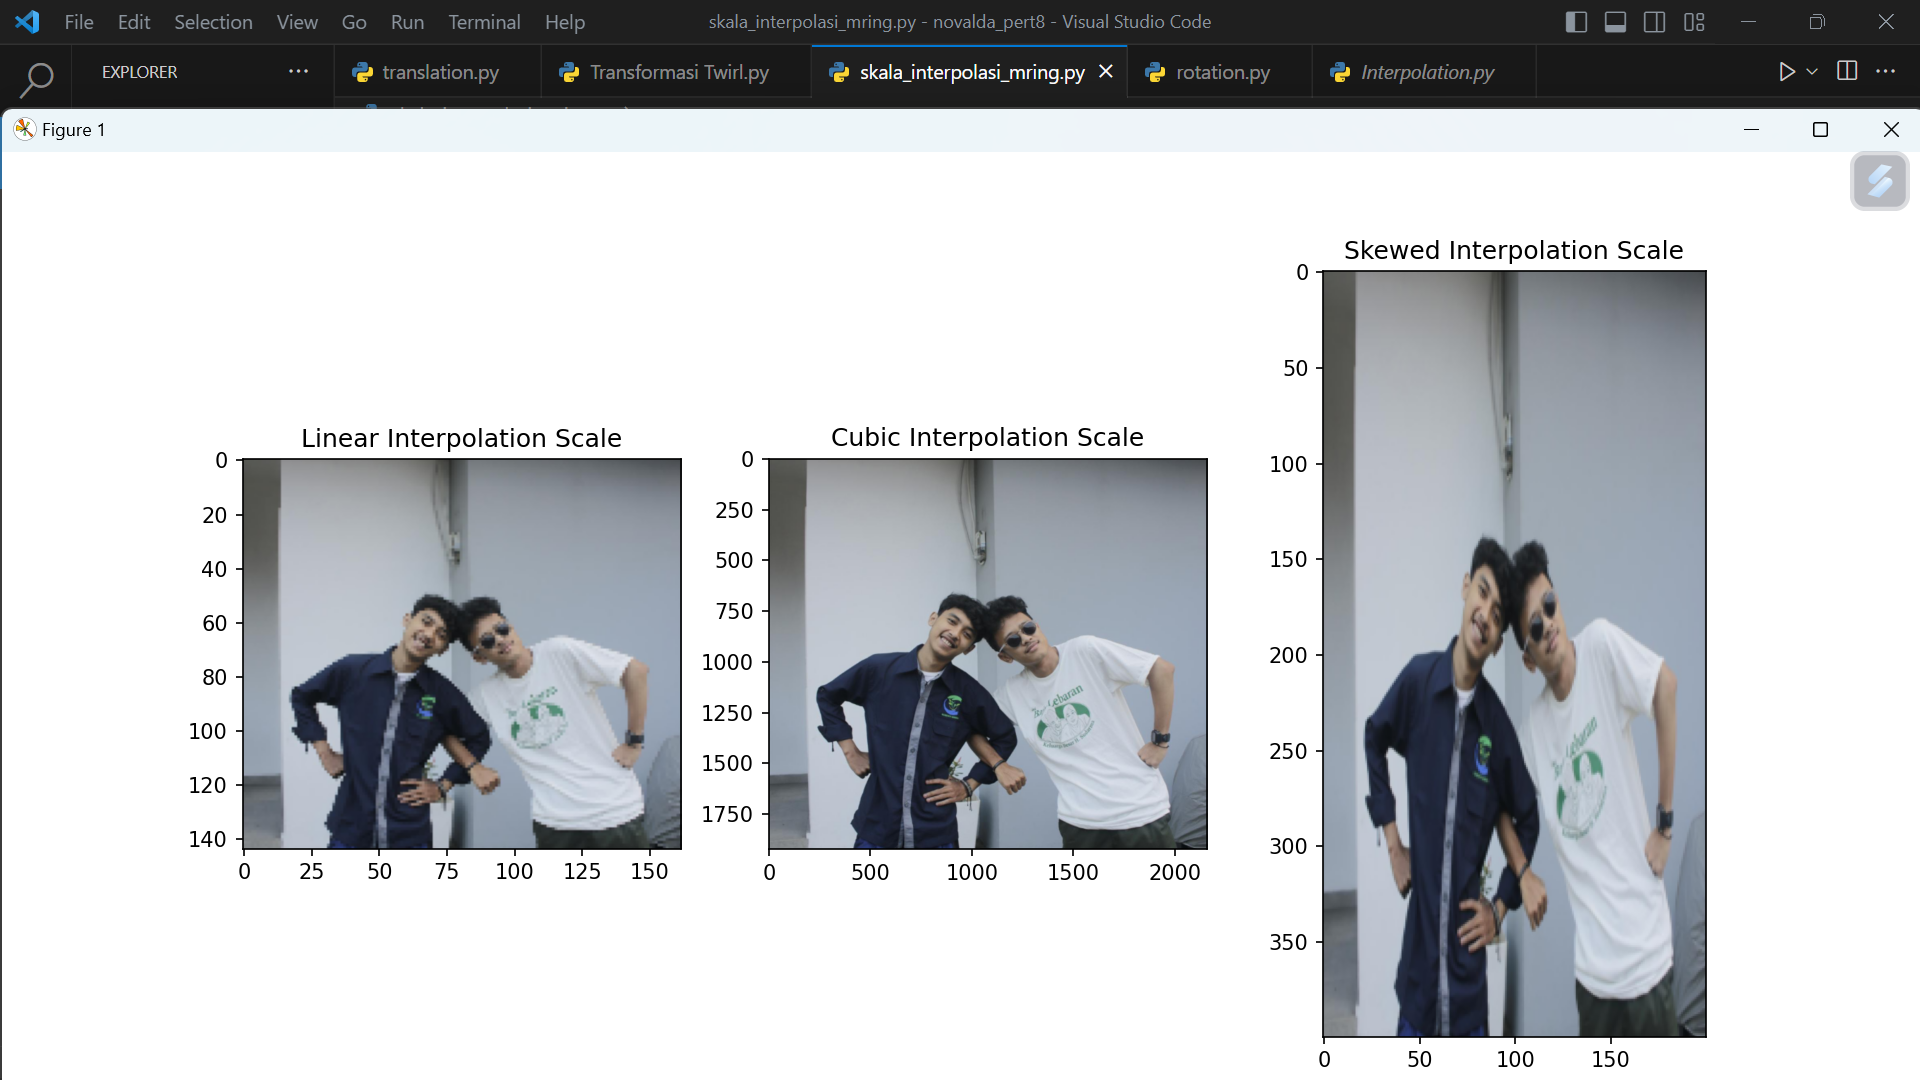 File Edit Selection View Go Run Terminal Help
skala_interpolasi_mring.py - novalda_pert8 - Visual Studio Code
EXPLORER
translation.py
Transformasi Twirl.py
skala_interpolasi_mring.py
rotation.py
Interpolation.py
Figure 1
Linear Interpolation Scale
0
20
40
60
80
100
120
140
0 25 50 75 100 125 150
Cubic Interpolation Scale
0
250
500
750
1000
1250
1500
1750
0 500 1000 1500 2000
Lebaran
Skewed Interpolation Scale
0
50
100
150
200
250
300
350
0 50 100 150
Lebaran